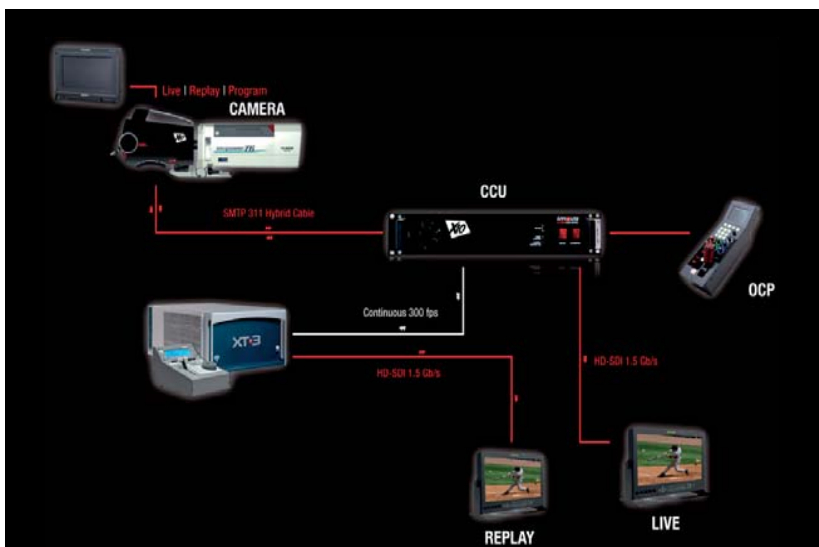 Live | Replay | Program
CAMERA
SMTP 311 Hybrid Cable
CCU
X10
OCP
Continuous 300 fps
XT3
HD-SDI 1.5 Gb/s
HD-SDI 1.5 Gb/s
REPLAY
LIVE